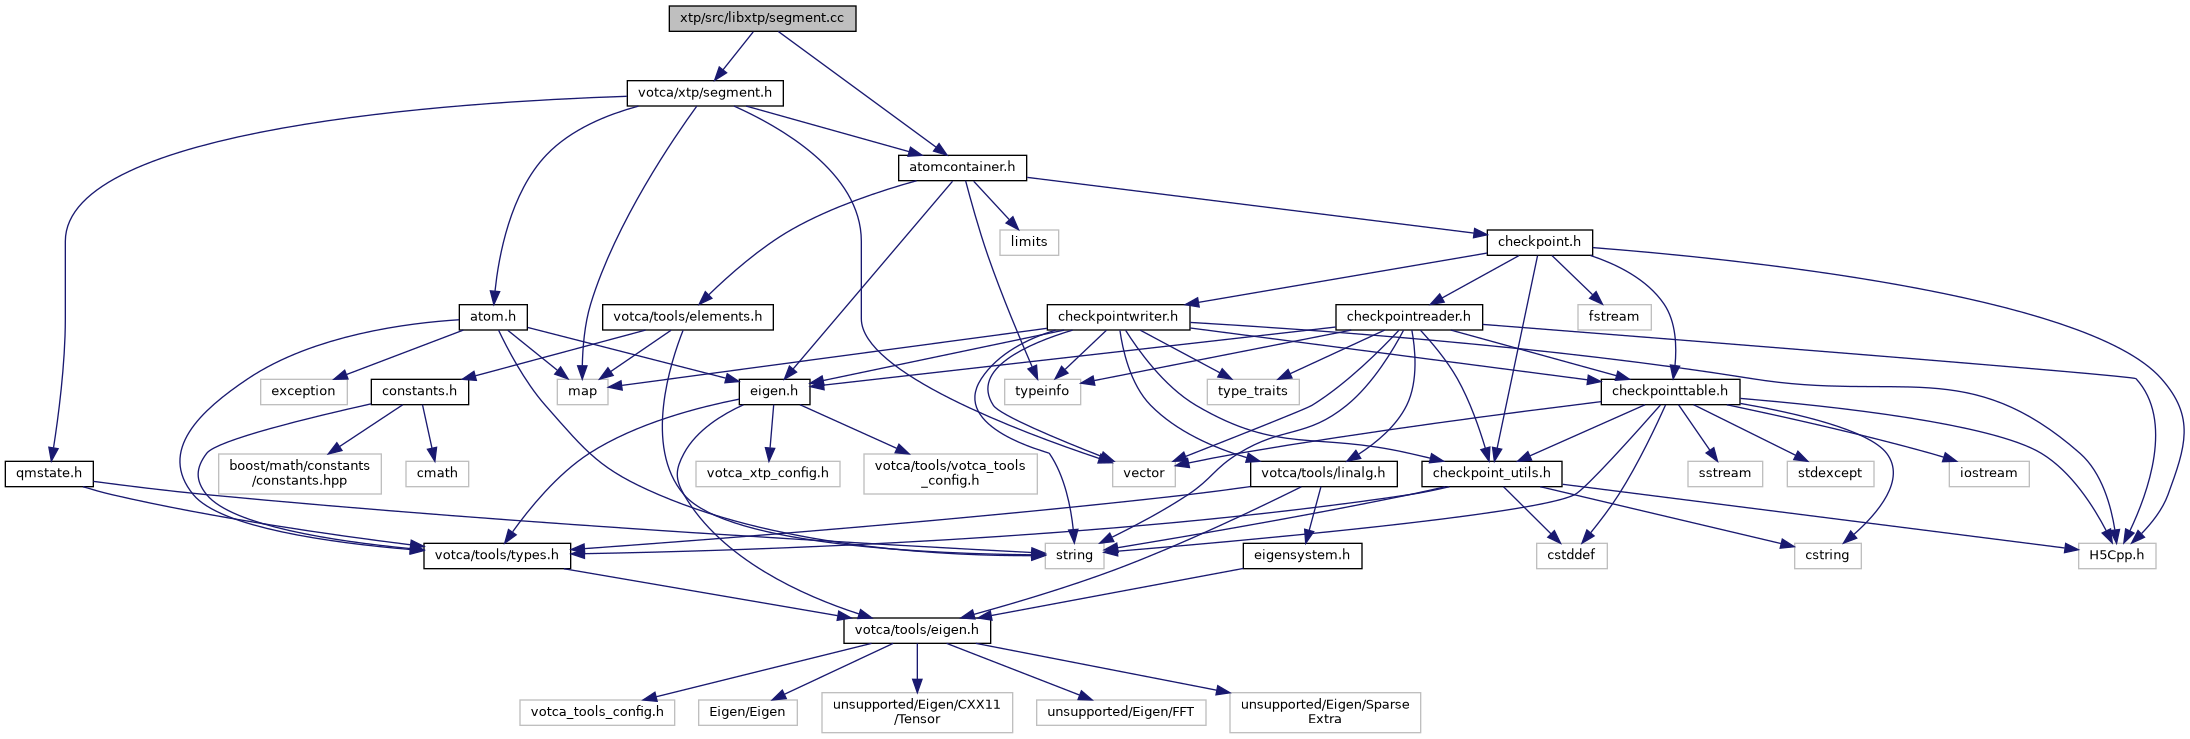 xtp/src/libxtp/segment.cc
votca/xtp/segment.h
atomcontainer.h
limits
checkpoint.h
atom.h
votca/tools/elements.h
checkpointwriter.h
checkpointreader.h
fstream
exception
constants.h
map
eigen.h
typeinfo
type_traits
checkpointtable.h
qmstate.h
boost/math/constants
/constants.hpp
cmath
votca_xtp_config.h
votca/tools/votca_tools
_config.h
vector
votca/tools/linalg.h
checkpoint_utils.h
sstream
stdexcept
iostream
votca/tools/types.h
string
eigensystem.h
cstddef
cstring
H5Cpp.h
votca/tools/eigen.h
votca_tools_config.h
Eigen/Eigen
unsupported/Eigen/CXX11
/Tensor
unsupported/Eigen/FFT
unsupported/Eigen/Sparse
Extra